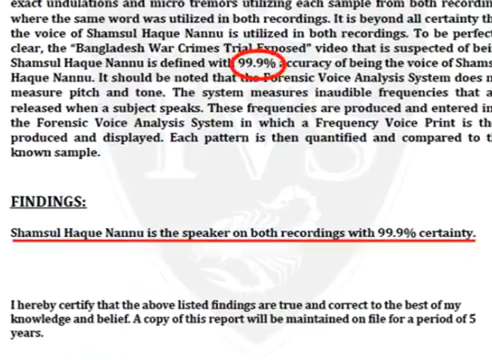 exact undulations and micro tremors utilizing each sample from both recordin
where the same word was utilized in both recordings. It is beyond all certainty th
the voice of Shamsul Haque Nannu is utilized in both recordings. To be perfec
clear, the “Bangladesh War Crimes Trial Exposed” video that is suspected of bei
Shamsul Haque Nannu is defined with 99.9% accuracy of being the voice of Shams
Haque Nannu. It should be noted that the Forensic Voice Analysis System does n
measure pitch and tone. The system measures inaudible frequencies that a
released when a subject speaks. These frequencies are produced and entered in
the Forensic Voice Analysis System in which a Frequency Voice Print is the
produced and displayed. Each pattern is then quantified and compared to t
known sample.
FINDINGS:
Shamsul Haque Nannu is the speaker on both recordings with 99.9% certainty.
I hereby certify that the above listed findings are true and correct to the best of my
knowledge and belief. A copy of this report will be maintained on file for a period of 5
years.